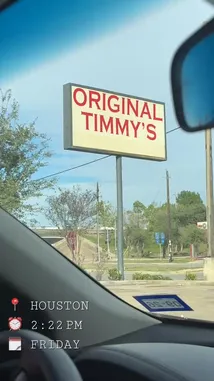 ORIGINAL
TIMMY'S
HOUSTON
2:22 PM
FRIDAY